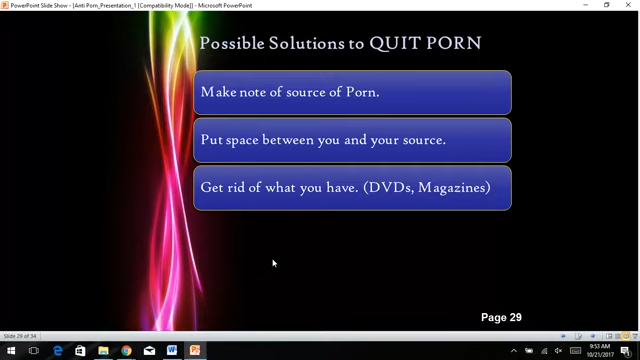 PowerPoint Slide Show - [Anti Porn_Presentation_1 [Compatibility Mode]] - Microsoft PowerPoint
Possible Solutions to QUIT PORN
Make note of source of Porn.
Put space between you and your source.
Get rid of what you have. (DVDs, Magazines)
Page 29
Slide 29 of 34
9:53 AM
10/21/2017